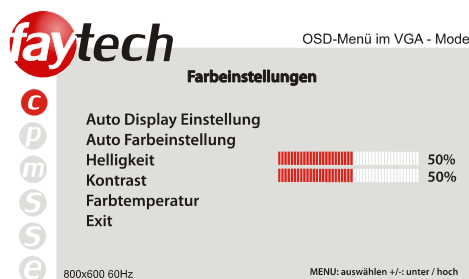 faytech
OSD-Menü im VGA - Mode
Farbeinstellungen
c
p
m
S
S
e
Auto Display Einstellung
Auto Farbeinstellung
Helligkeit 50%
Kontrast 50%
Farbtemperatur
Exit
800x600 60Hz
MENU: auswählen +/-: unter / hoch